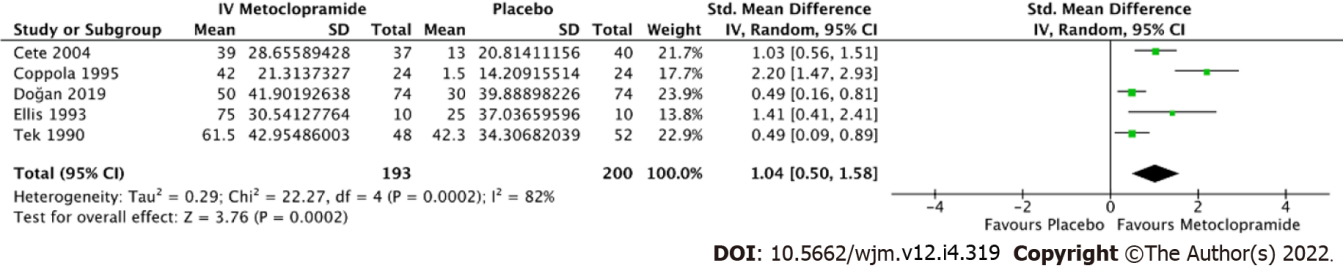 IV Metoclopramide Placebo Std. Mean Difference Std. Mean Difference
Study or Subgroup Mean SD Total Mean SD Total Weight IV, Random, 95% CI IV, Random, 95% CI
Cete 2004 39 28.65589428 37 13 20.81411156 40 21.7% 1.03 [0.56, 1.51]
Coppola 1995 42 21.3137327 24 1.5 14.20915514 24 17.7% 2.20 [1.47, 2.93]
Doğan 2019 50 41.90192638 74 30 39.88898226 74 23.9% 0.49 [0.16, 0.81]
Ellis 1993 75 30.54127764 10 25 37.03659596 10 13.8% 1.41 [0.41, 2.41]
Tek 1990 61.5 42.95486003 48 42.3 34.30682039 52 22.9% 0.49 [0.09, 0.89]
Total (95% CI) 193 200 100.0% 1.04 [0.50, 1.58]
Heterogeneity: Tau² = 0.29; Chi² = 22.27, df = 4 (P = 0.0002); I² = 82%
Test for overall effect: Z = 3.76 (P = 0.0002)
−4 −2 0 2 4
Favours Placebo Favours Metoclopramide
DOI: 10.5662/wjm.v12.i4.319 Copyright ©The Author(s) 2022.